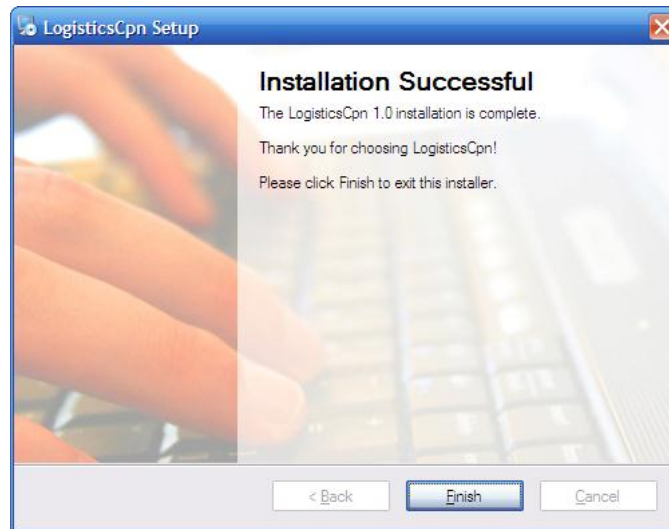 LogisticsCpn Setup
Installation Successful
The LogisticsCpn 1.0 installation is complete.
Thank you for choosing LogisticsCpn!
Please click Finish to exit this installer.
< Back Finish Cancel